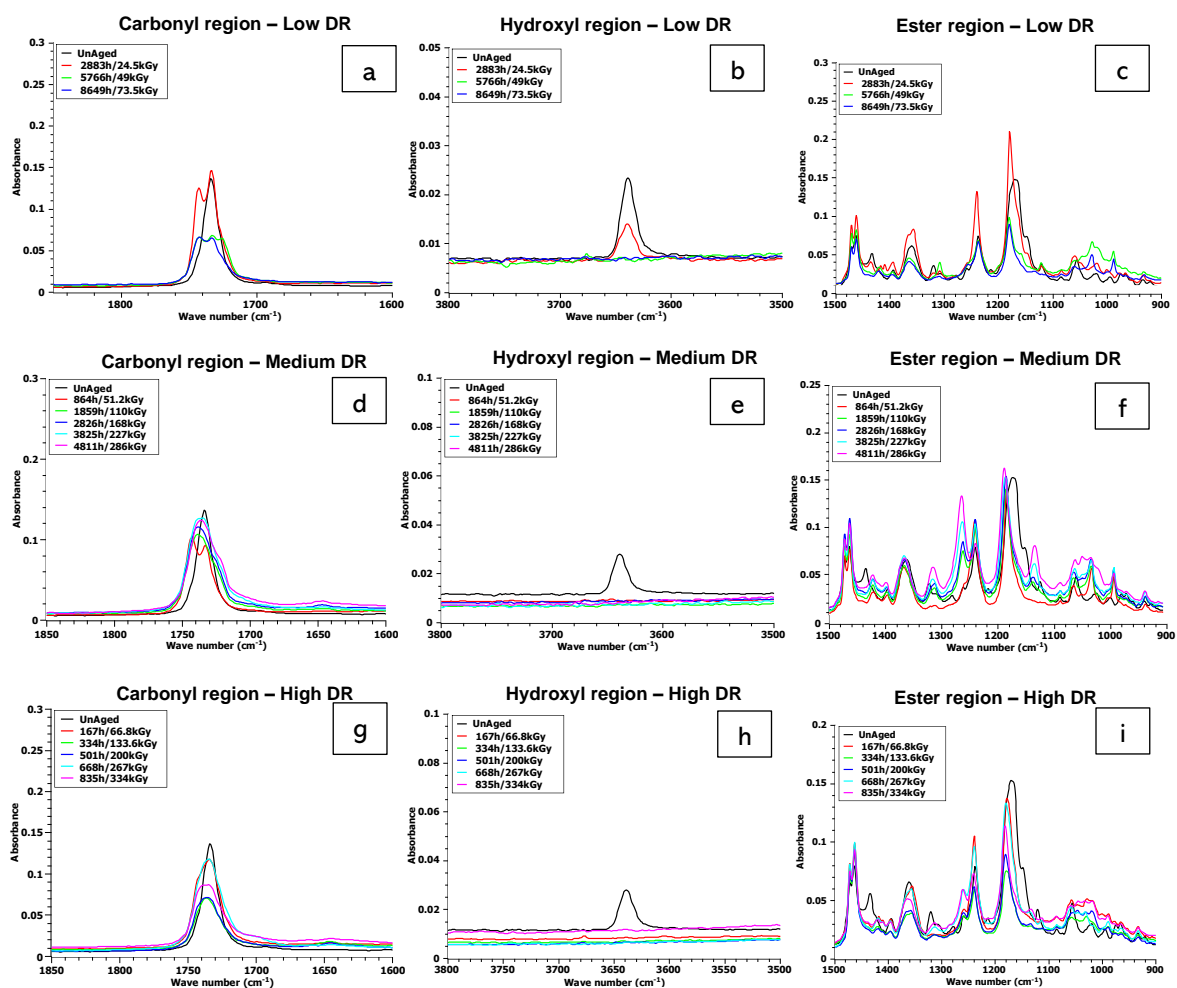 Carbonyl region – Low DR
0.3
0.25
0.2
0.15
0.1
0.05
0
Absorbance
UnAged
2883h/24.5kGy
5766h/49kGy
8649h/73.5kGy
a
1800
1700
1600
Wave number (cm-1)
Hydroxyl region – Low DR
0.05
0.04
0.03
0.02
0.01
0
Absorbance
UnAged
2883h/24.5kGy
5766h/49kGy
8649h/73.5kGy
b
3800
3700
3600
3500
Wave number (cm-1)
Ester region – Low DR
0.3
0.25
0.2
0.15
0.1
0.05
0
Absorbance
UnAged
2883h/24.5kGy
5766h/49kGy
8649h/73.5kGy
c
1500
1400
1300
1200
1100
1000
900
Wave number (cm-1)
Carbonyl region – Medium DR
0.3
0.2
0.1
0
Absorbance
UnAged
864h/51.2kGy
1859h/110kGy
2826h/168kGy
3825h/227kGy
4811h/286kGy
d
1850
1800
1750
1700
1650
1600
Wave number (cm-1)
Hydroxyl region – Medium DR
0.1
0.08
0.06
0.04
0.02
0
Absorbance
UnAged
864h/51.2kGy
1859h/110kGy
2826h/168kGy
3825h/227kGy
4811h/286kGy
e
3800
3700
3600
3500
Wave number (cm-1)
Ester region – Medium DR
0.25
0.2
0.15
0.1
0.05
0
Absorbance
UnAged
864h/51.2kGy
1859h/110kGy
2826h/168kGy
3825h/227kGy
4811h/286kGy
f
1500
1400
1300
1200
1100
1000
900
Wave number (cm-1)
Carbonyl region – High DR
0.3
0.25
0.2
0.15
0.1
0.05
0
Absorbance
UnAged
167h/66.8kGy
334h/133.6kGy
501h/200kGy
668h/267kGy
835h/334kGy
g
1850
1800
1750
1700
1650
1600
Wave number (cm-1)
Hydroxyl region – High DR
0.1
0.08
0.06
0.04
0.02
0
Absorbance
UnAged
167h/66.8kGy
334h/133.6kGy
501h/200kGy
668h/267kGy
835h/334kGy
h
3800
3700
3600
3500
Wave number (cm-1)
Ester region – High DR
0.2
0.15
0.1
0.05
0
Absorbance
UnAged
167h/66.8kGy
334h/133.6kGy
501h/200kGy
668h/267kGy
835h/334kGy
i
1500
1400
1300
1200
1100
1000
900
Wave number (cm-1)